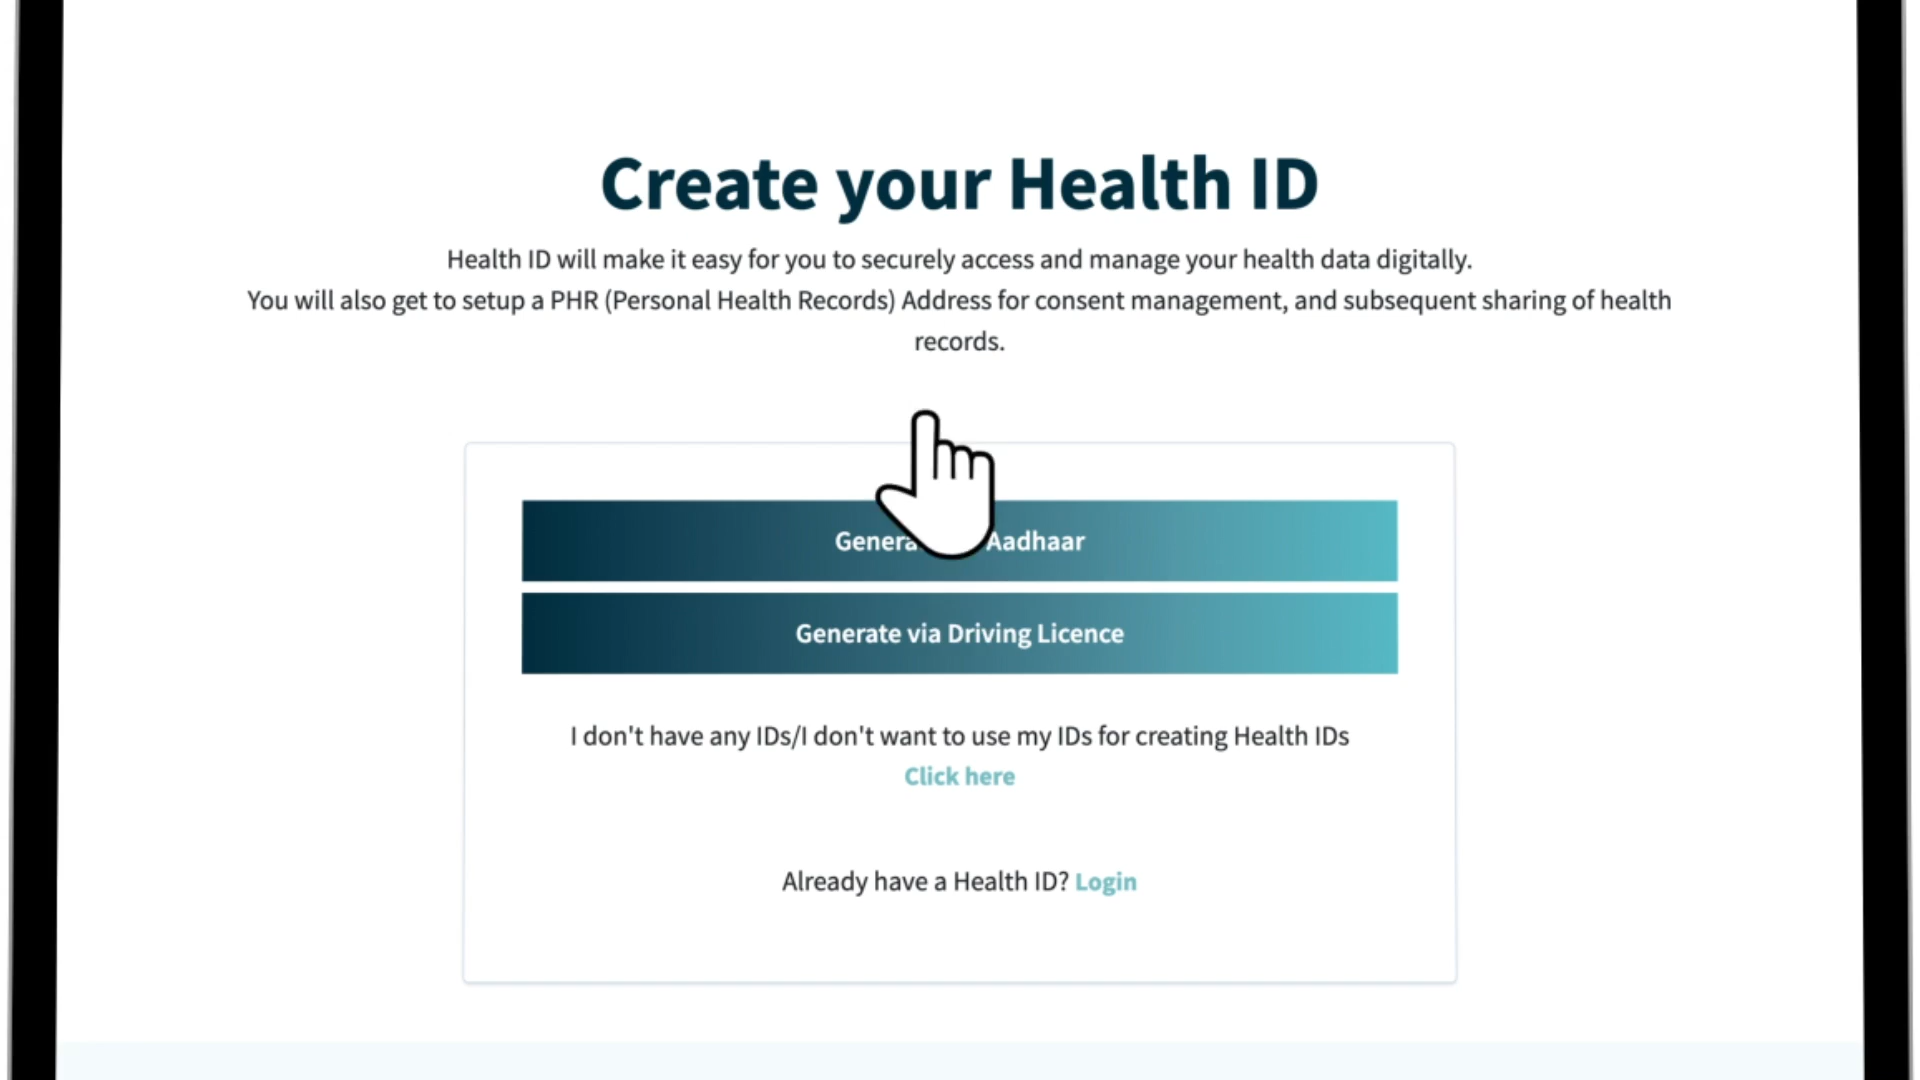 Create your Health ID
Health ID will make it easy for you to securely access and manage your health data digitally.
You will also get to setup a PHR (Personal Health Records) Address for consent management, and subsequent sharing of health
records.
Aadhaar
Generate via Driving Licence
I don't have any IDs/I don't want to use my IDs for creating Health IDs
Click here
Already have a Health ID? Login